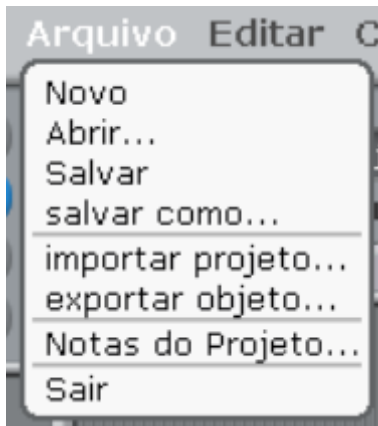 Arquivo Editar C
Novo
Abrir...
Salvar
salvar como...
importar projeto...
exportar objeto...
Notas do Projeto...
Sair